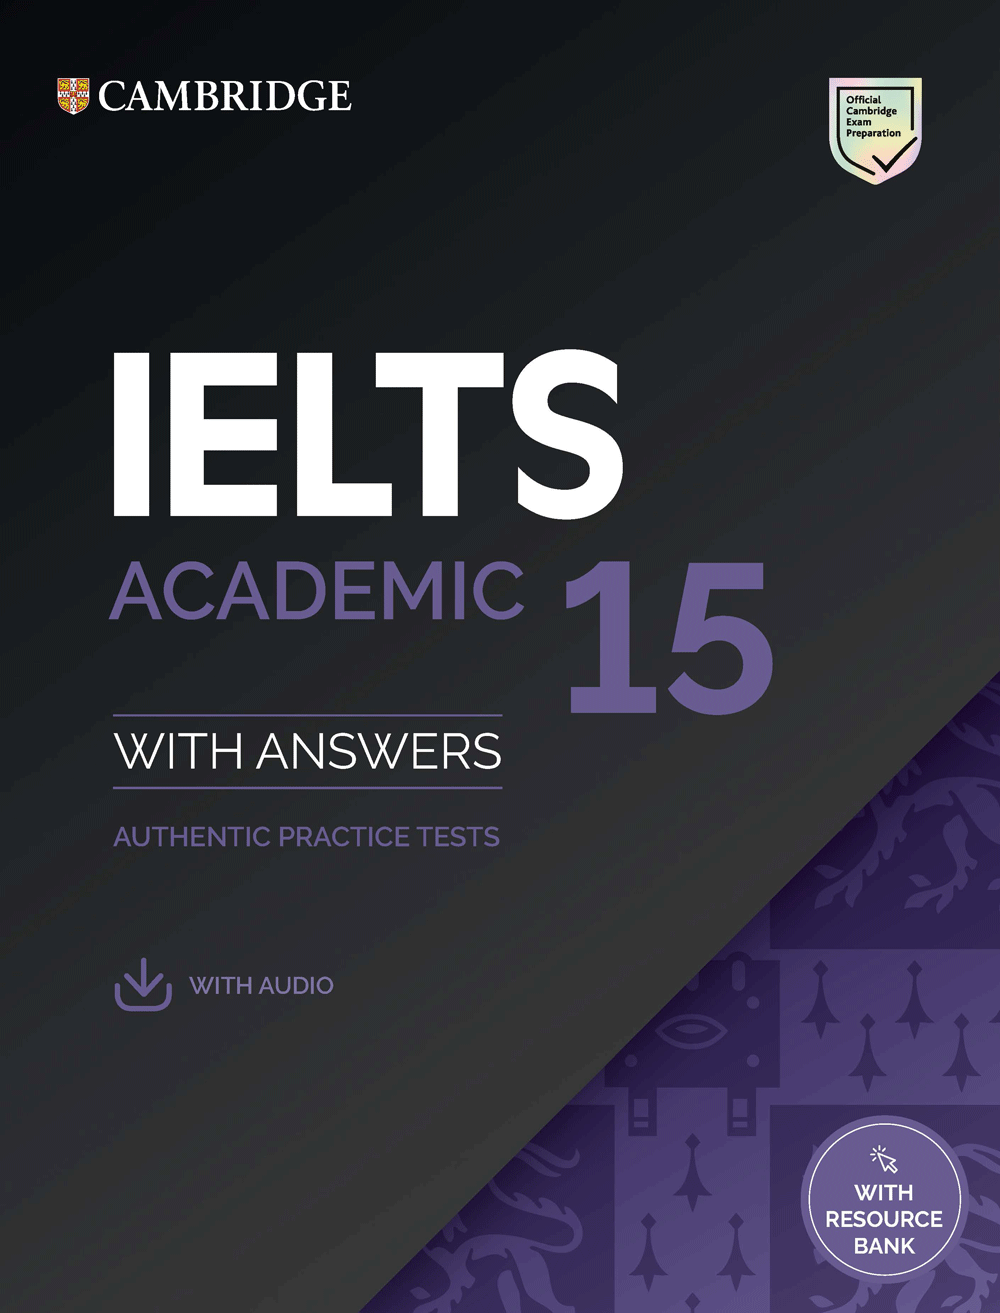 CAMBRIDGE
Official
Cambridge
Exam
Preparation
IELTS
ACADEMIC 15
WITH ANSWERS
AUTHENTIC PRACTICE TESTS
WITH AUDIO
WITH
RESOURCE
BANK